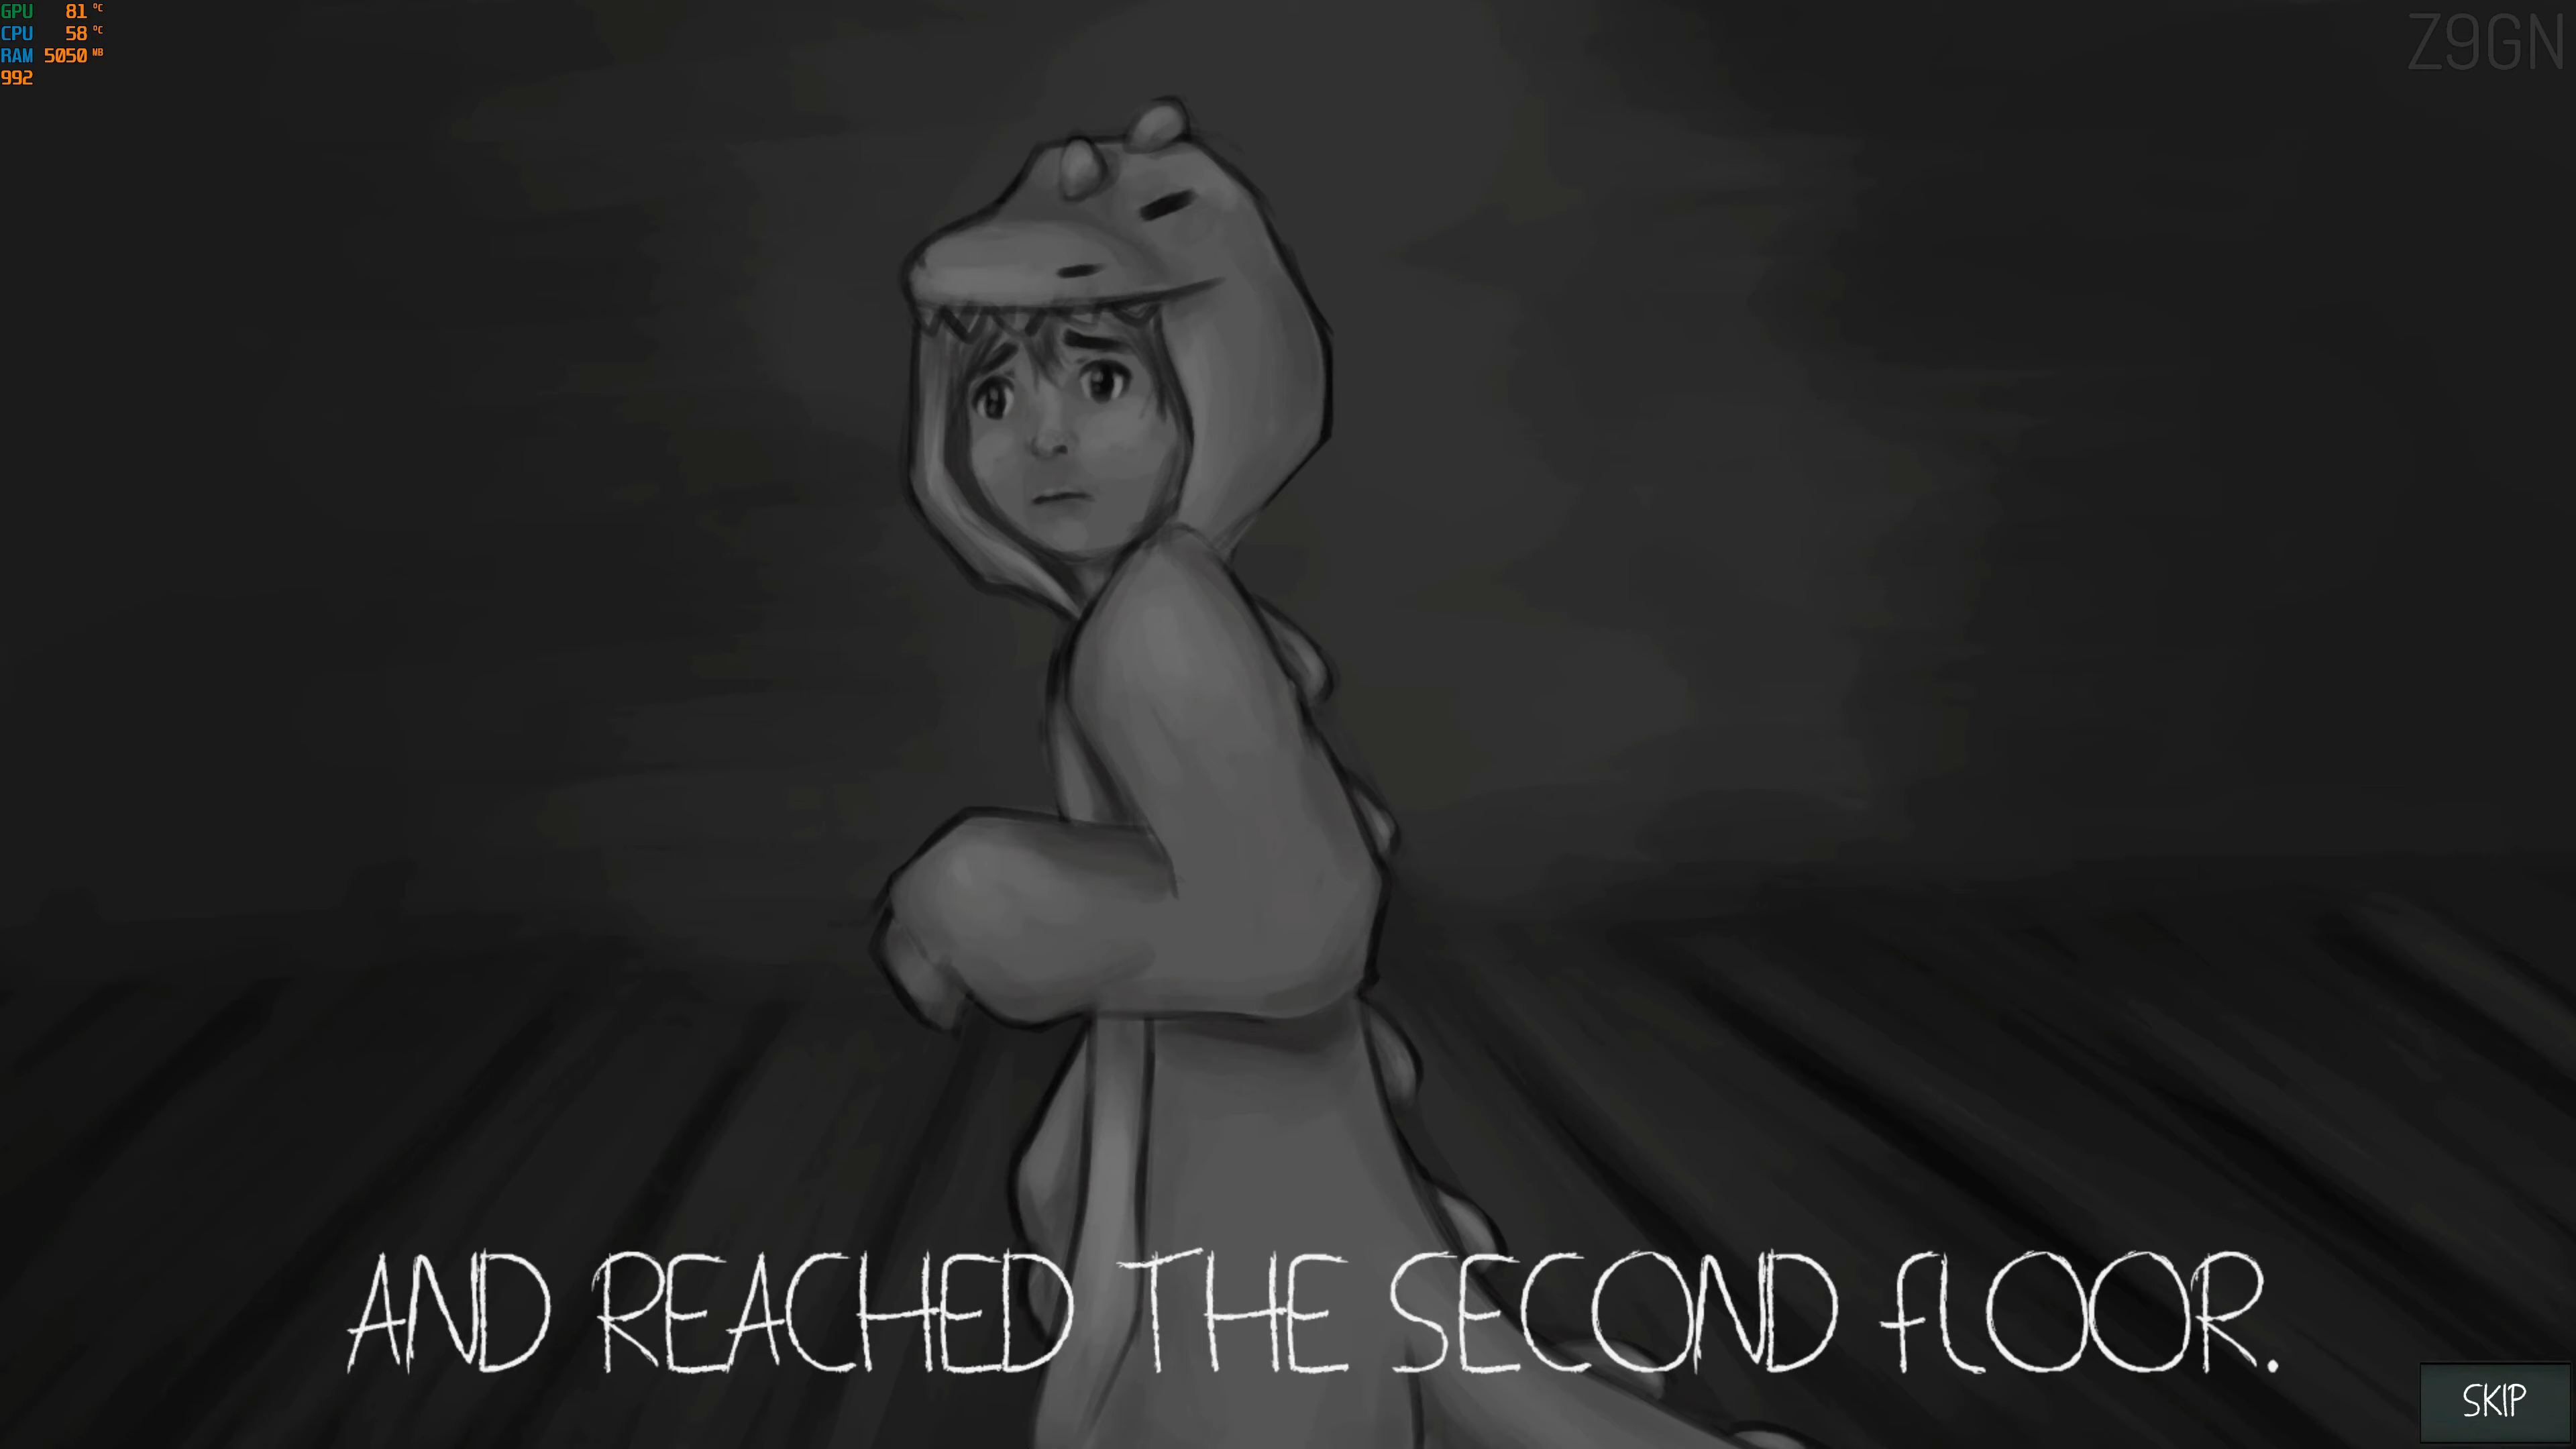 GPU 81 °C
CPU 58 °C
RAM 5050 MB
992
Z9GN
AND REACHED THE SECOND flOOR.
SKIP